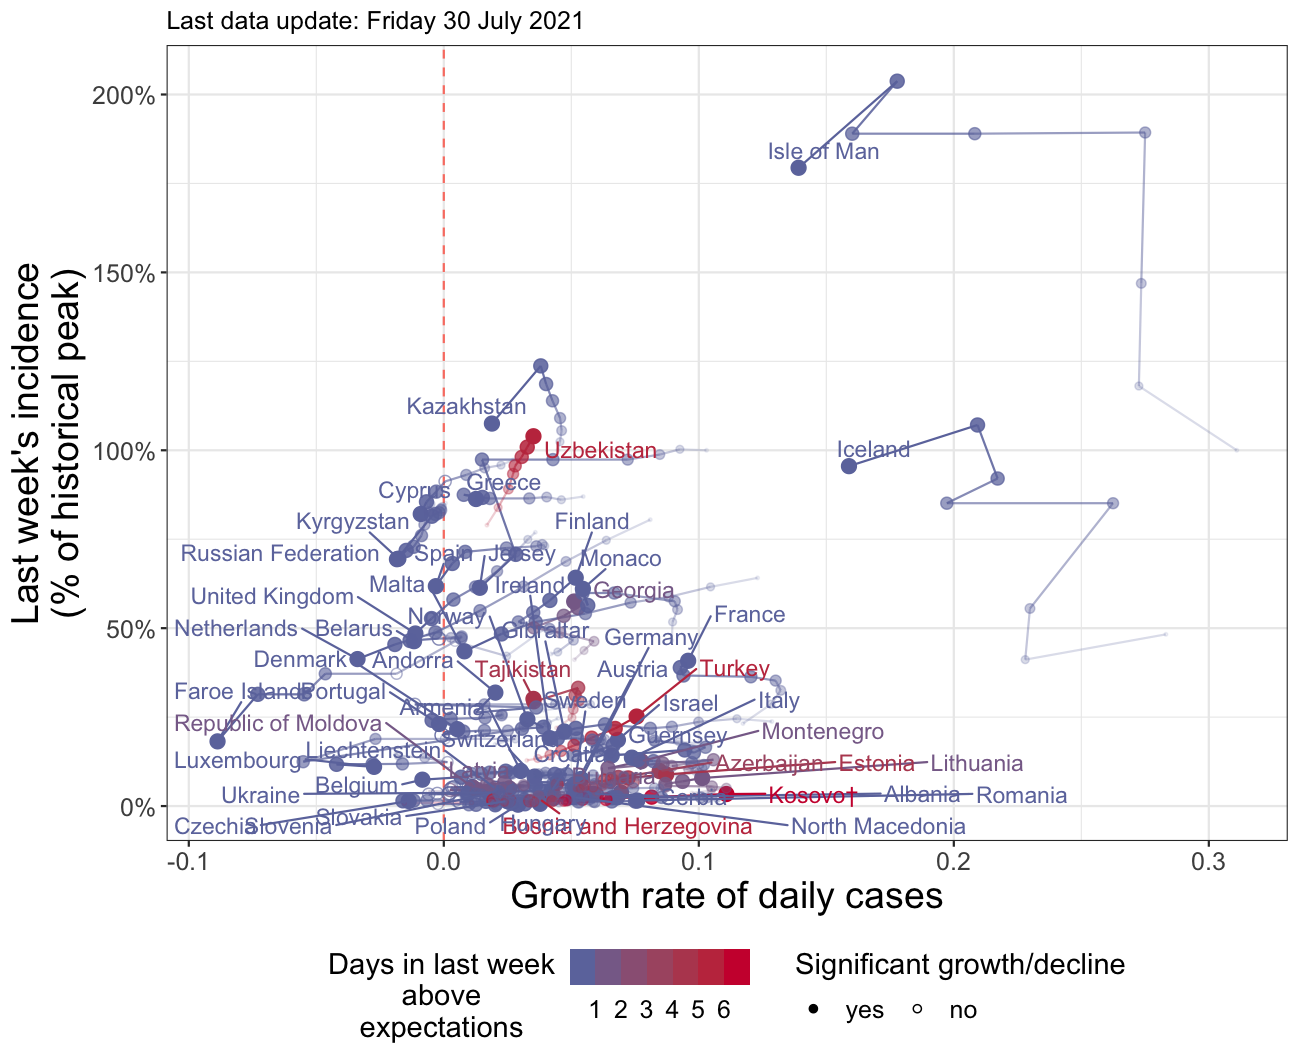 Last data update: Friday 30 July 2021
Last week's incidence
(% of historical peak)
200%
150%
100%
50%
0%
Isle of Man
Kazakhstan
Uzbekistan
Iceland
Greece
Cyprus
Kyrgyzstan
Finland
Russian Federation
Spain
Jersey
Monaco
Malta
Ireland
Georgia
United Kingdom
Norway
France
Netherlands
Belarus
Gibraltar
Germany
Denmark
Andorra
Tajikistan
Austria
Turkey
Faroe Islands
Portugal
Armenia
Sweden
Israel
Italy
Republic of Moldova
Switzerland
Guernsey
Montenegro
Luxembourg
Liechtenstein
Croatia
Azerbaijan
Estonia
Lithuania
Latvia
Belgium
Ukraine
Serbia
Kosovo†
Albania
Romania
Czechia
Slovenia
Slovakia
Poland
Hungary
Bosnia and Herzegovina
North Macedonia
-0.1
0.0
0.1
0.2
0.3
Growth rate of daily cases
Days in last week
above
expectations
1 2 3 4 5 6
Significant growth/decline
yes
no